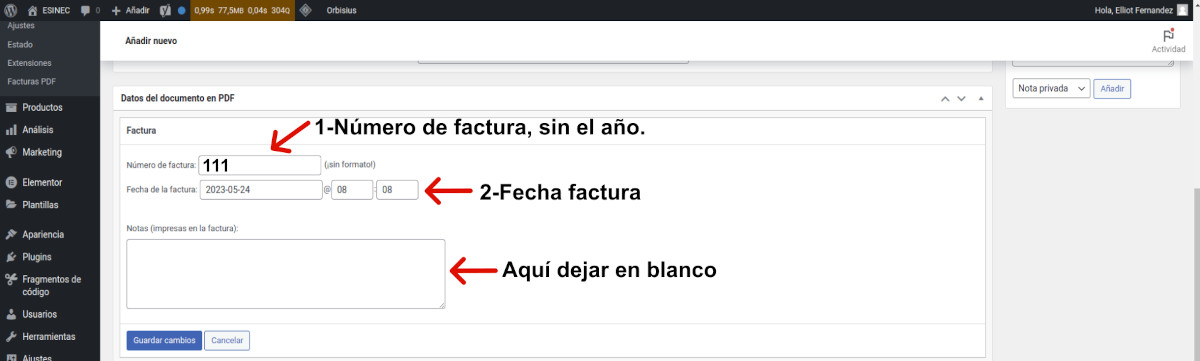 ESINEC
0
Añadir
0,99s 77,5MB 0,04s 304Q
Orbisius
Hola, Elliot Fernandez
Ajustes
Estado
Extensiones
Facturas PDF
Productos
Análisis
Marketing
Elementor
Plantillas
Apariencia
Plugins
Fragmentos de
código
Usuarios
Herramientas
Ajustes
Añadir nuevo
Actividad
Nota privada
Añadir
Datos del documento en PDF
Factura
1-Número de factura, sin el año.
Número de factura: 111 (¡sin formato!)
Fecha de la factura: 2023-05-24 @ 08 : 08
2-Fecha factura
Notas (impresas en la factura):
Aquí dejar en blanco
Guardar cambios
Cancelar